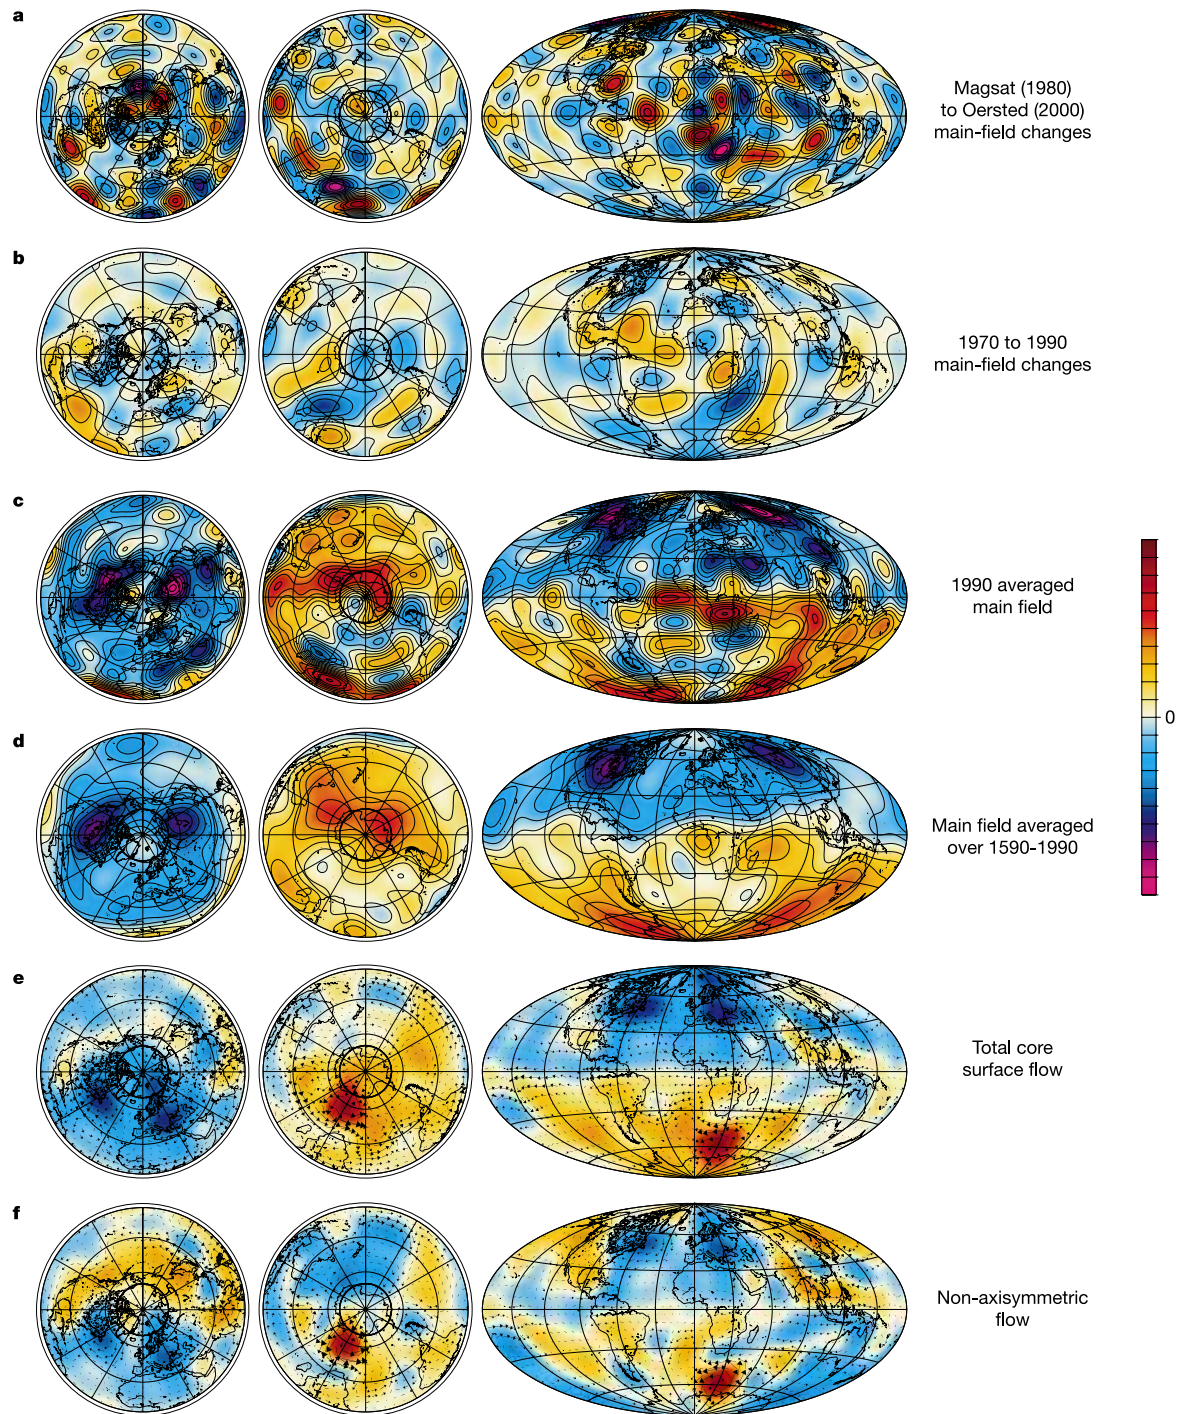 a
Magsat (1980)
to Oersted (2000)
main-field changes
b
1970 to 1990
main-field changes
c
1990 averaged
main field
0
d
Main field averaged
over 1590-1990
e
Total core
surface flow
f
Non-axisymmetric
flow